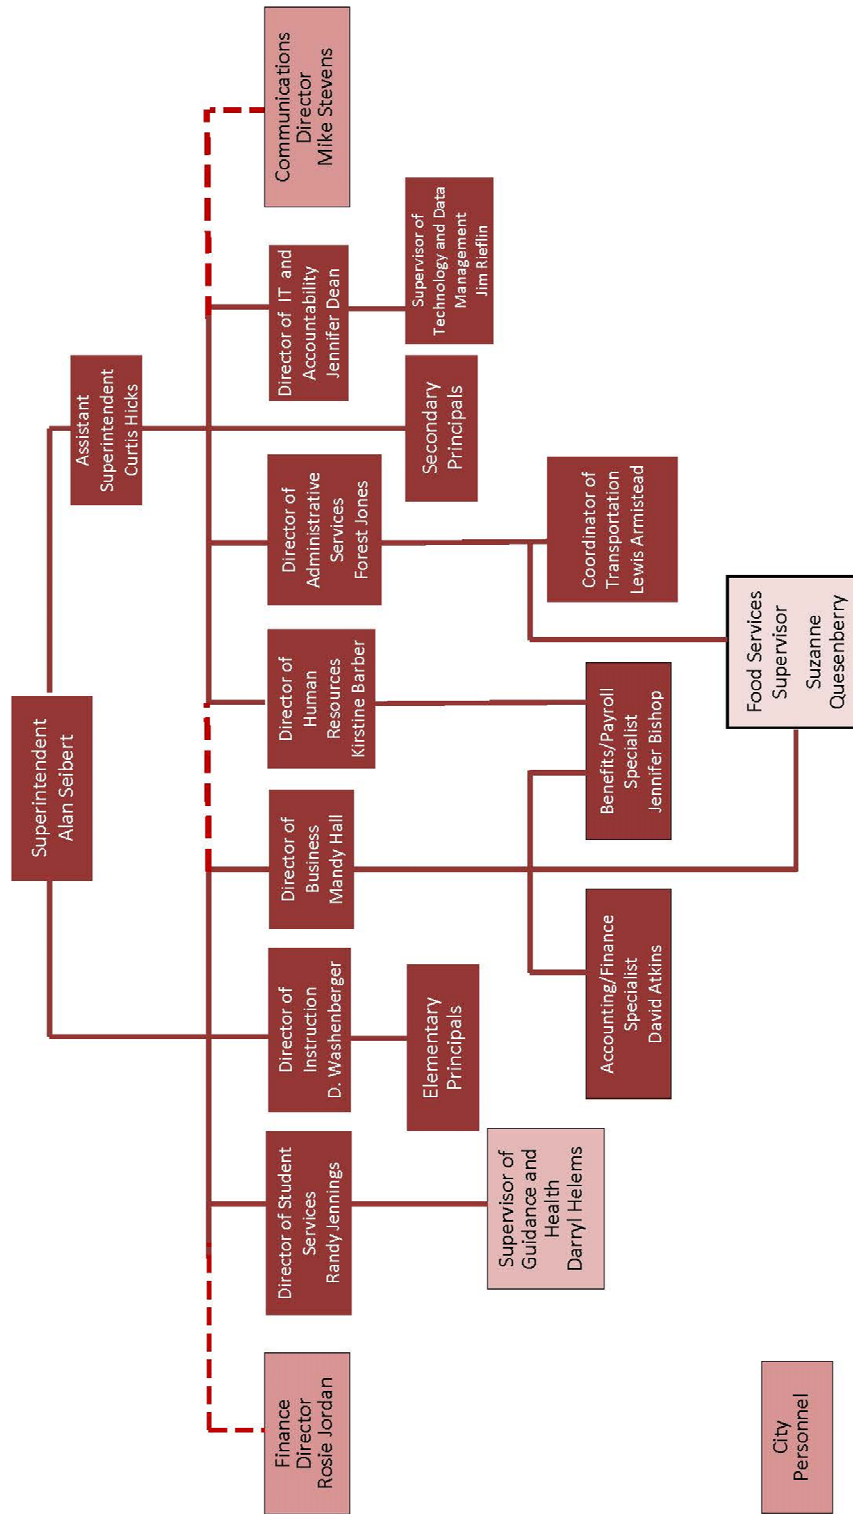 Superintendent
Alan Seibert
Assistant
Superintendent
Curtis Hicks
Finance
Director
Rosie Jordan
Director of Student
Services
Randy Jennings
Director of
Instruction
D. Washenberger
Director of
Business
Mandy Hall
Director of
Human
Resources
Kirstine Barber
Director of
Administrative
Services
Forest Jones
Director of IT and
Accountability
Jennifer Dean
Communications
Director
Mike Stevens
Elementary
Principals
Secondary
Principals
Supervisor of
Technology and Data
Management
Jim Rieflin
Supervisor of
Guidance and
Health
Darryl Helems
Accounting/Finance
Specialist
David Atkins
Benefits/Payroll
Specialist
Jennifer Bishop
Coordinator of
Transportation
Lewis Armistead
Food Services
Supervisor
Suzanne
Quesenberry
City
Personnel